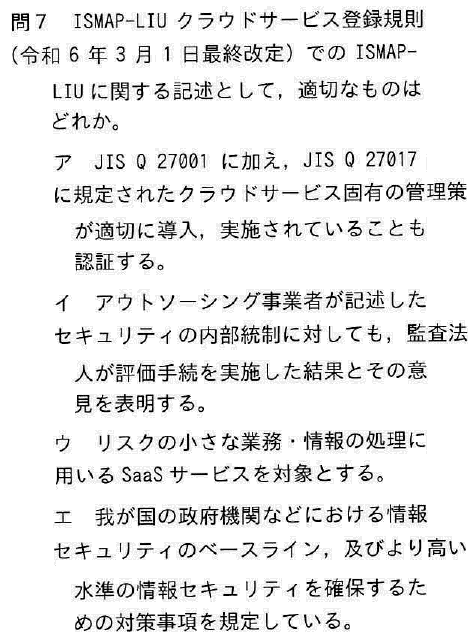 問7 ISMAP-LIU クラウドサービス登録規則
(令和 6 年 3 月 1 日最終改定) での ISMAP-
LIU に関する記述として，適切なものは
どれか。
ア JIS Q 27001 に加え，JIS Q 27017
に規定されたクラウドサービス固有の管理策
が適切に導入，実施されていることも
認証する。
イ アウトソーシング事業者が記述した
セキュリティの内部統制に対しても，監査法
人が評価手続を実施した結果とその意
見を表明する。
ウ リスクの小さな業務・情報の処理に
用いる SaaS サービスを対象とする。
エ 我が国の政府機関などにおける情報
セキュリティのベースライン，及びより高い
水準の情報セキュリティを確保するた
めの対策事項を規定している。